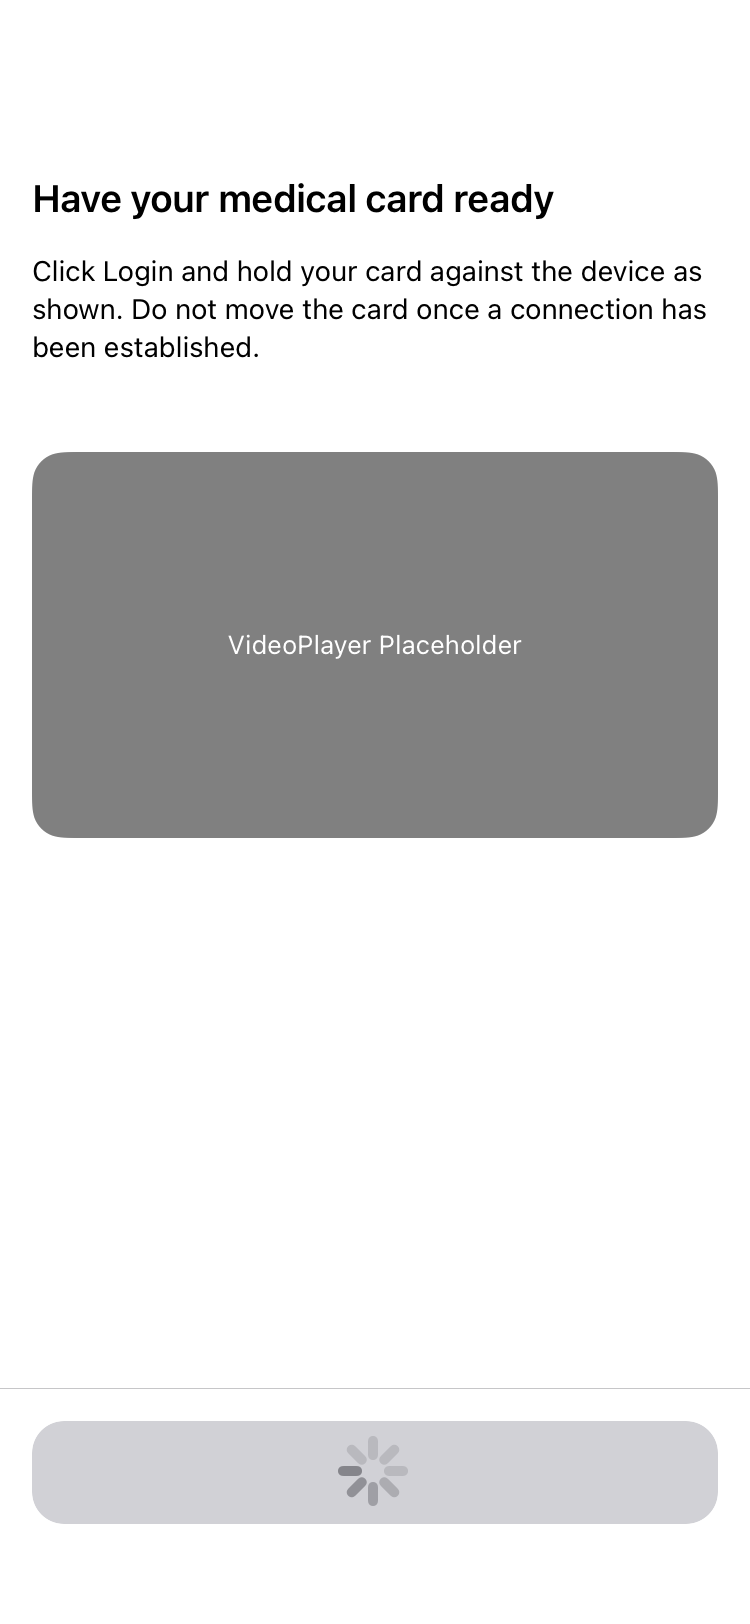 Have your medical card ready
Click Login and hold your card against the device as
shown. Do not move the card once a connection has
been established.
VideoPlayer Placeholder